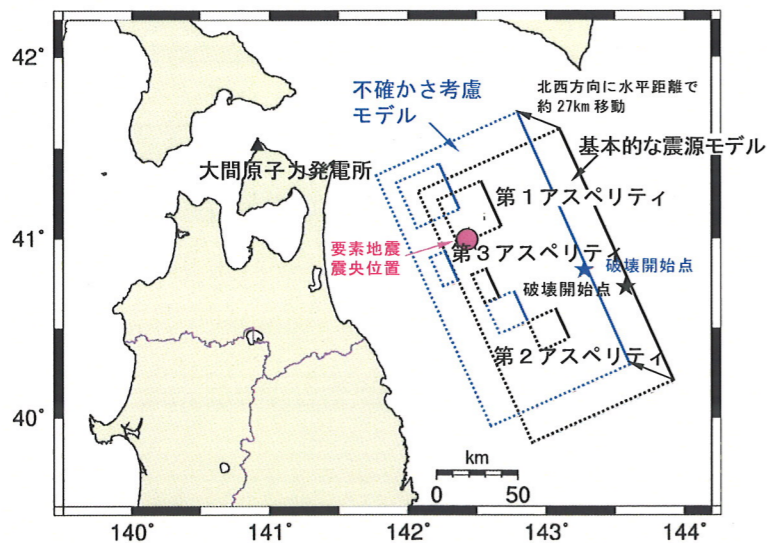 42°
41°
40°
北西方向に水平距離で
約 27km 移動
不確かさ考慮
モデル
基本的な震源モデル
大間原子力発電所
第１アスペリティ
要素地震
震央位置
第３アスペリティ
破壊開始点
破壊開始点
第２アスペリティ
km
0 50
140° 141° 142° 143° 144°